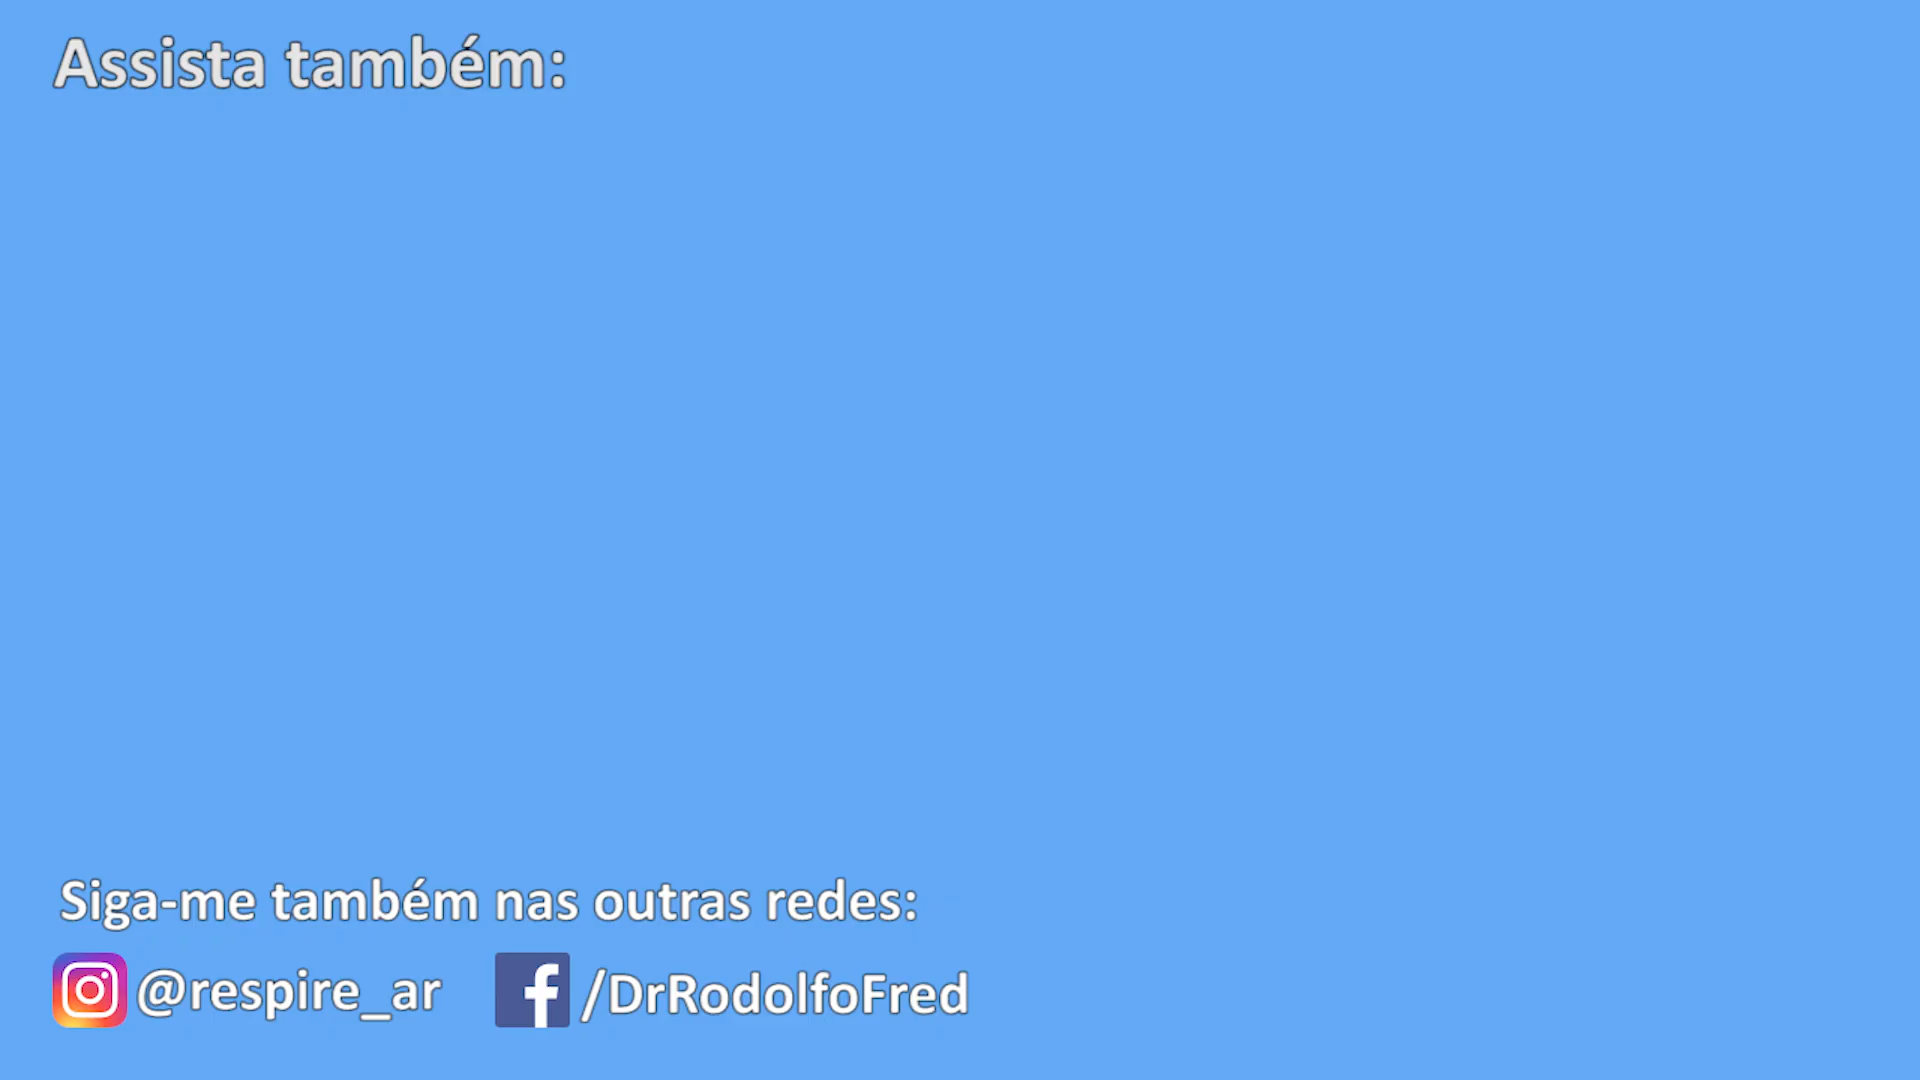 Assista também:
Siga-me também nas outras redes:
@respire_ar /DrRodolfoFred